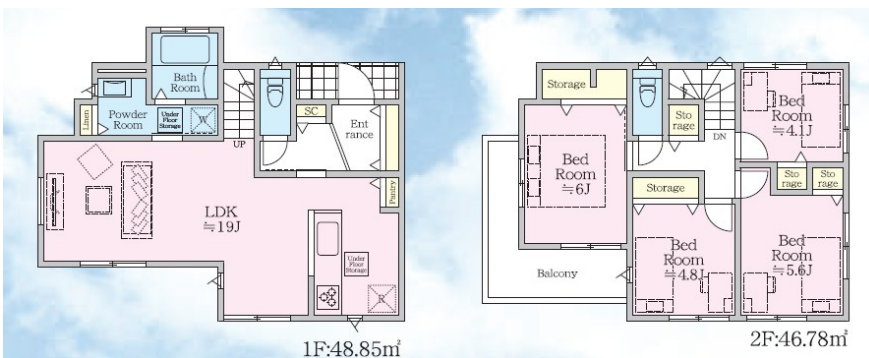 Bath
Room
Powder
Room
Linen
Under
Floor
Storage
W
UP
SC
Ent
rance
Pantry
LDK
≒19J
Under
Floor
Storage
R
1F:48.85㎡
Storage
Sto
rage
DN
Bed
Room
≒4.1J
Bed
Room
≒6J
Storage
Sto
rage
Sto
rage
Bed
Room
≒4.8J
Bed
Room
≒5.6J
Balcony
2F:46.78㎡